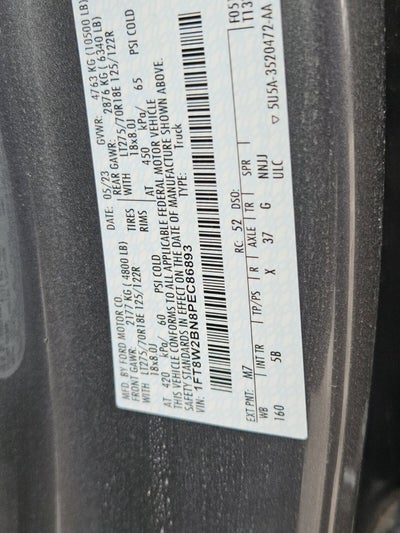 MFD. BY FORD MOTOR CO.
DATE: 05/23 GVWR: 4763 KG (10500 LB)
FRONT GAWR: 2177 KG (4800 LB) REAR GAWR: 2876 KG (6340 LB)
WITH LT275/70R18E 125/122R TIRES WITH LT275/70R18E 125/122R
18x8.0J RIMS 18x8.0J
AT 420 kPa/ 60 PSI COLD AT 450 kPa/ 65 PSI COLD
THIS VEHICLE CONFORMS TO ALL APPLICABLE FEDERAL MOTOR VEHICLE
SAFETY STANDARDS IN EFFECT ON THE DATE OF MANUFACTURE SHOWN ABOVE.
VIN: 1FT8W2BN8PEC86893 TYPE: Truck
EXT PNT: M7 RC: 52 DSO: F05
WB INT TR TP/PS R AXLE TR SPR T13
160 5B X 37 G NNUJ
ULC ▽ 5U5A-3520472-AA